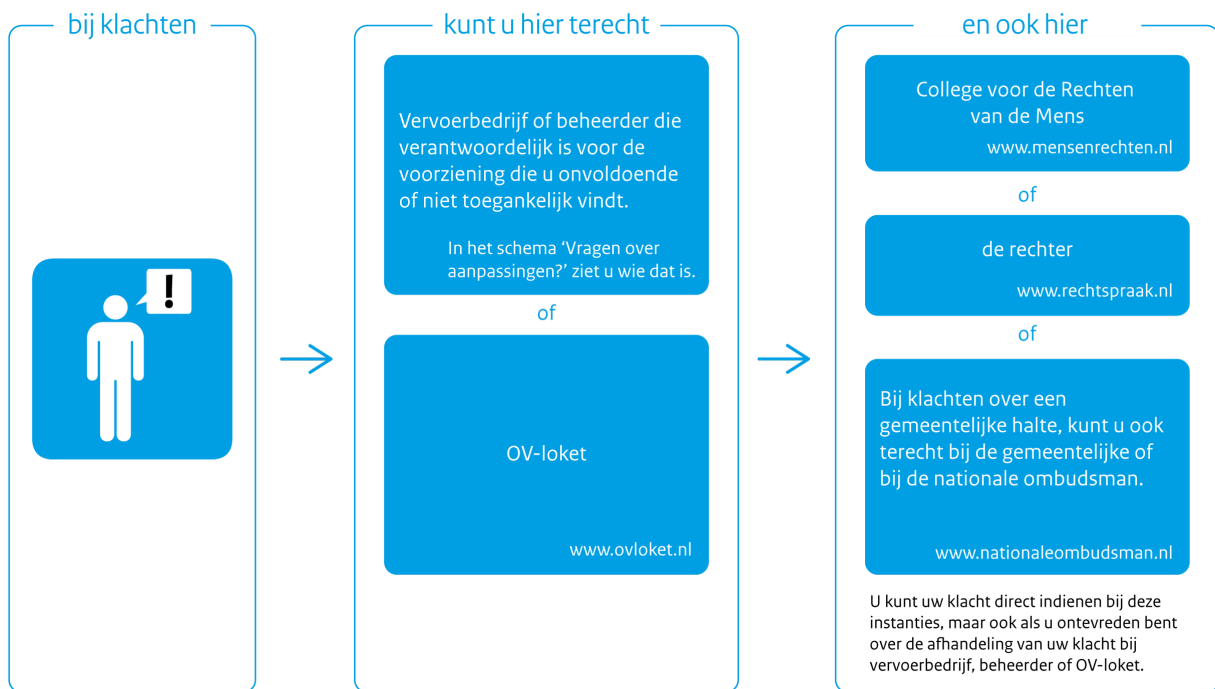 bij klachten
!
kunt u hier terecht
Vervoerbedrijf of beheerder die
verantwoordelijk is voor de
voorziening die u onvoldoende
of niet toegankelijk vindt.
In het schema ‘Vragen over
aanpassingen?’ ziet u wie dat is.
of
OV-loket
www.ovloket.nl
en ook hier
College voor de Rechten
van de Mens
www.mensenrechten.nl
of
de rechter
www.rechtspraak.nl
of
Bij klachten over een
gemeentelijke halte, kunt u ook
terecht bij de gemeentelijke of
bij de nationale ombudsman.
www.nationaleombudsman.nl
U kunt uw klacht direct indienen bij deze
instanties, maar ook als u ontevreden bent
over de afhandeling van uw klacht bij
vervoerbedrijf, beheerder of OV-loket.